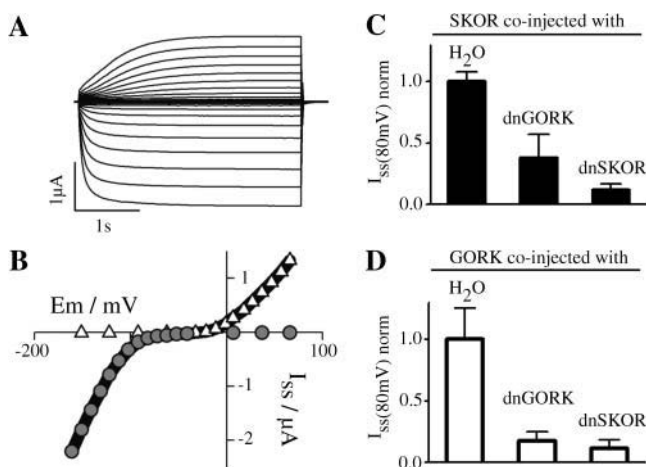 A
1µA
1s
B
Em / mV
-200
100
1
-1
-2
Iss / µA
C
SKOR co-injected with
H2O
dnGORK
dnSKOR
Iss(80mV) norm
1.0
0.5
0.0
D
GORK co-injected with
H2O
dnGORK
dnSKOR
Iss(80mV) norm
1.0
0.5
0.0